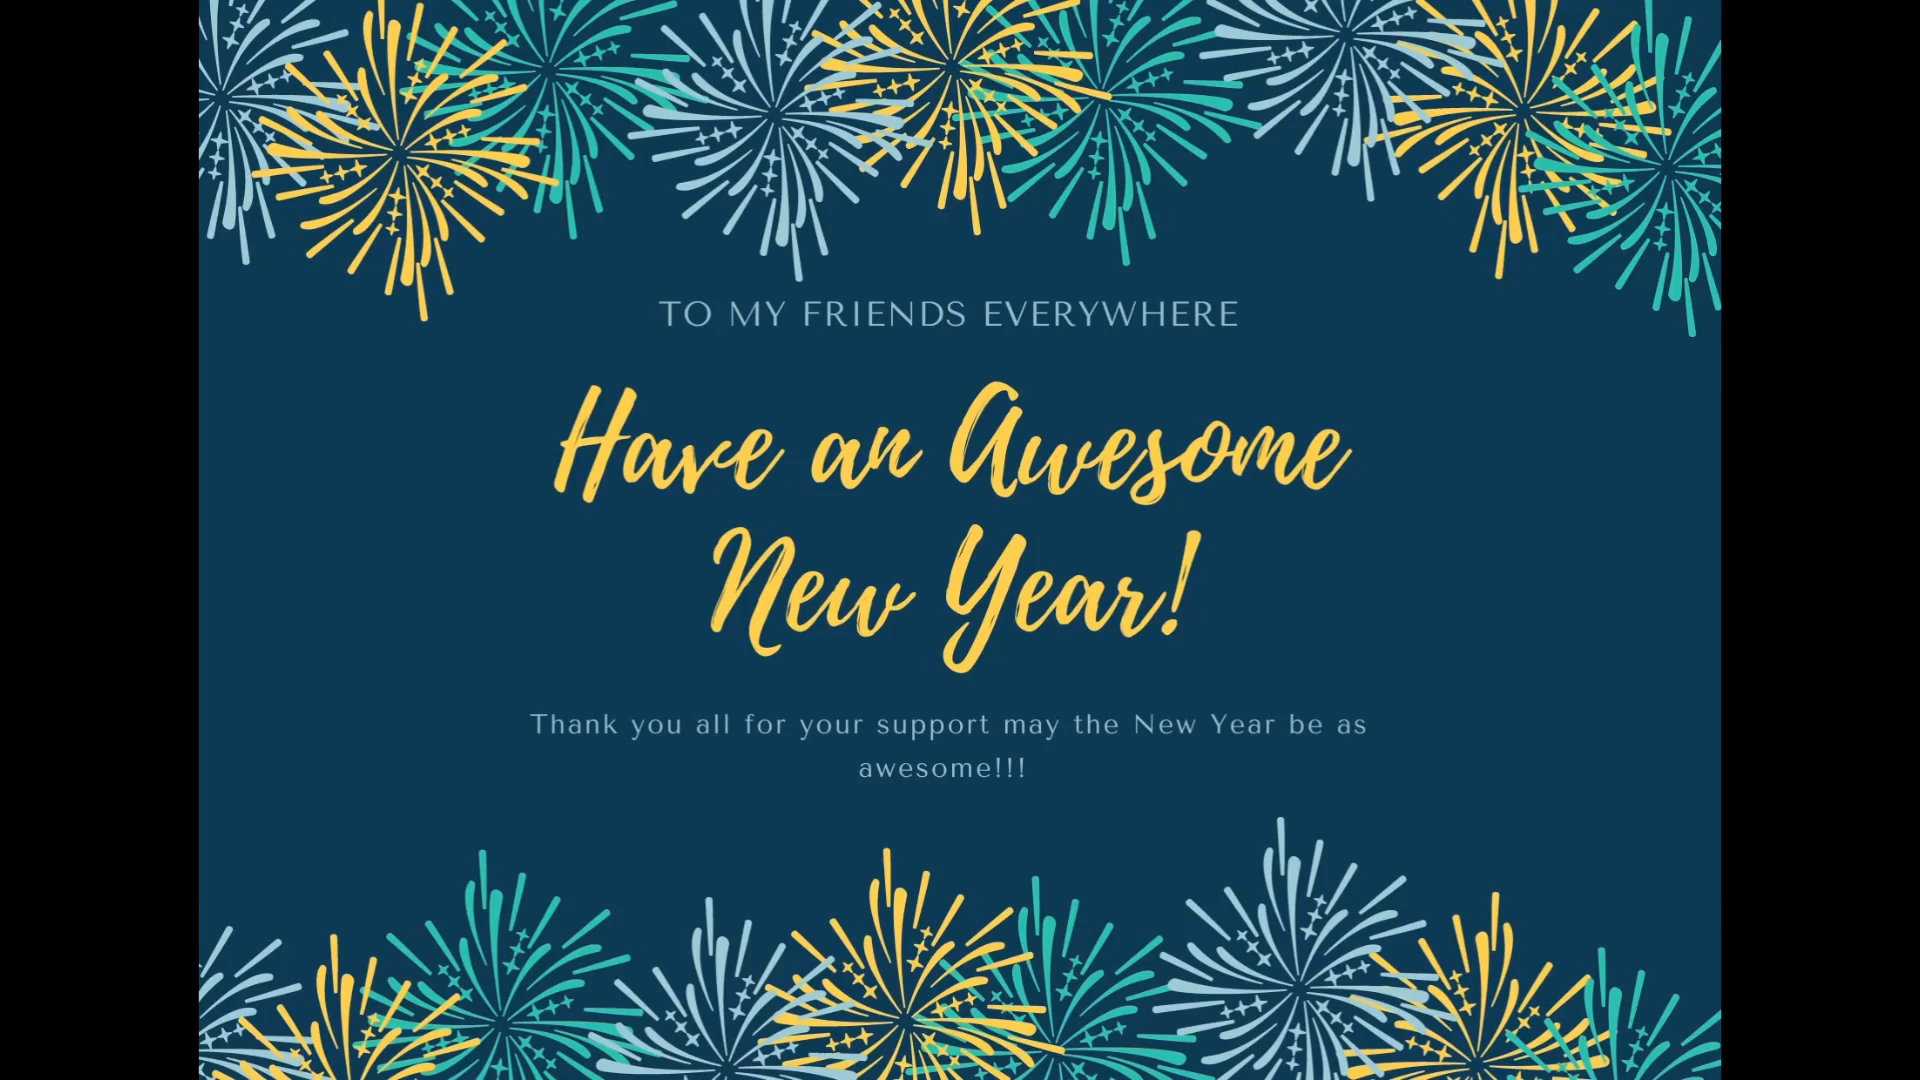 TO MY FRIENDS EVERYWHERE
Have an Awesome
New Year!
Thank you all for your support may the New Year be as
awesome!!!